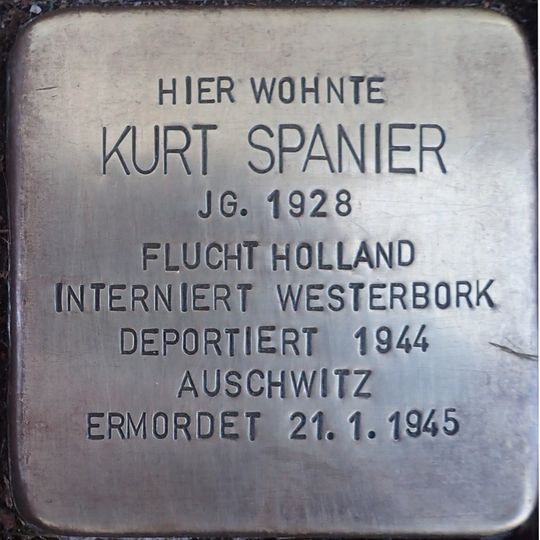 HIER WOHNTE
KURT SPANIER
JG. 1928
FLUCHT HOLLAND
INTERNIERT WESTERBORK
DEPORTIERT 1944
AUSCHWITZ
ERMORDET 21.1.1945